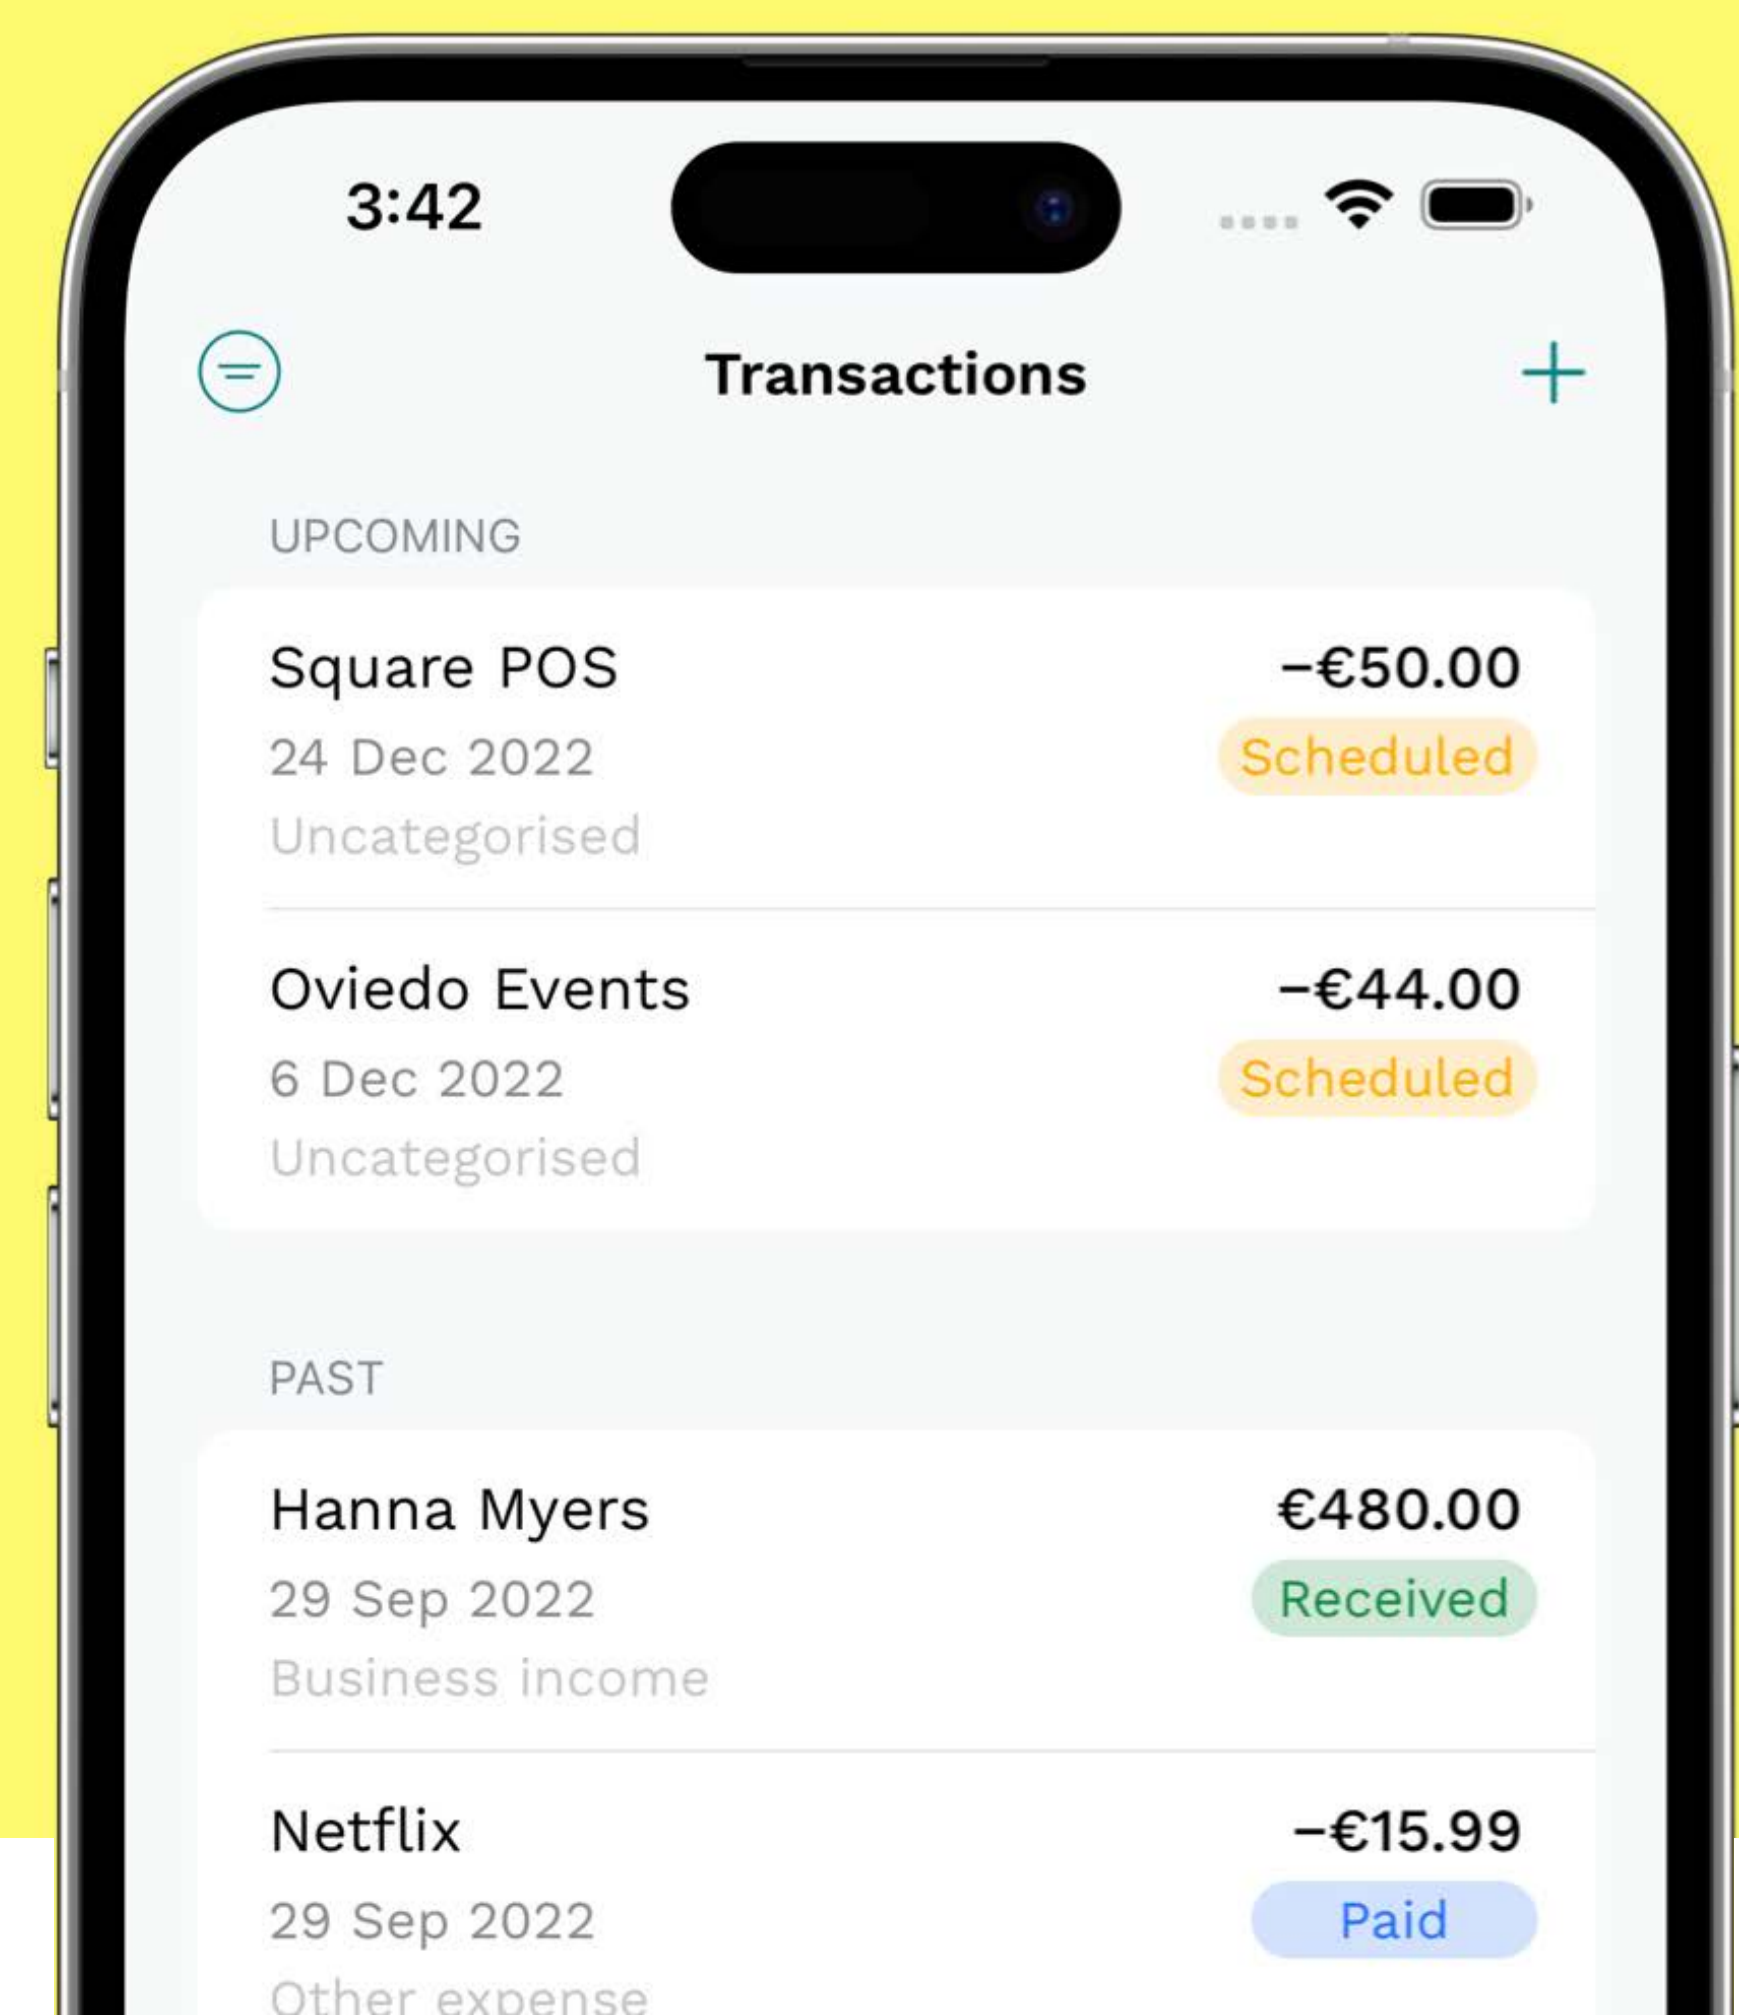 3:42
Transactions
UPCOMING
Square POS
–€50.00
24 Dec 2022
Scheduled
Uncategorised
Oviedo Events
–€44.00
6 Dec 2022
Scheduled
Uncategorised
PAST
Hanna Myers
€480.00
29 Sep 2022
Received
Business income
Netflix
–€15.99
29 Sep 2022
Paid
Other expense